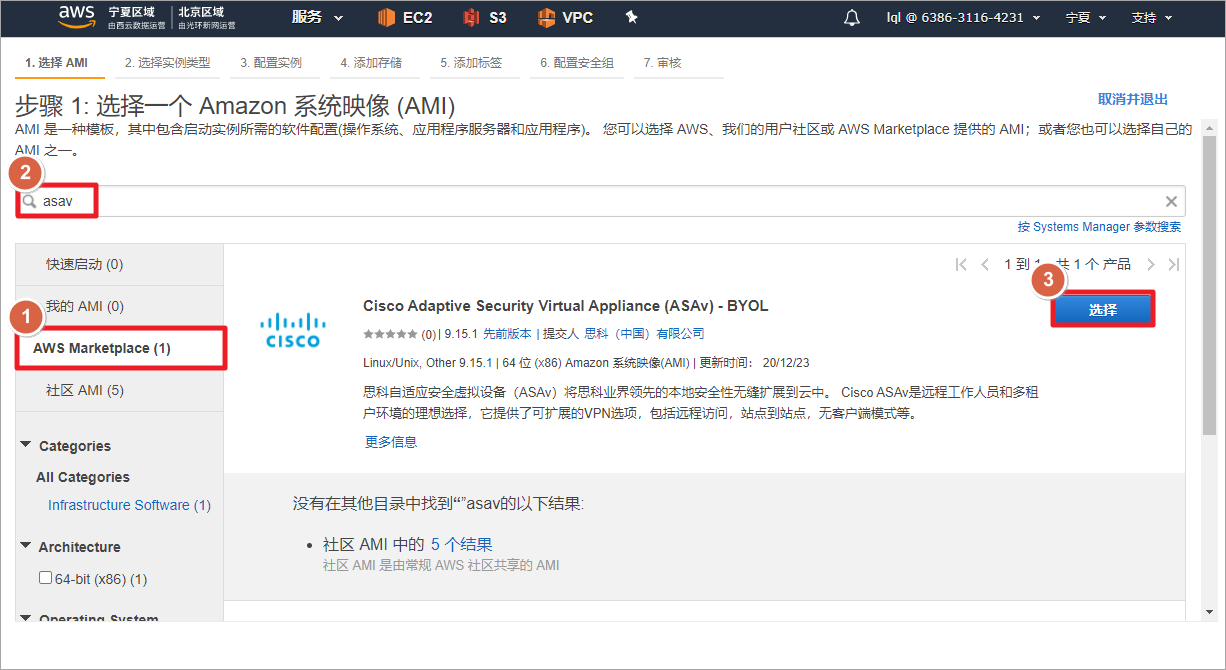 aws 宁夏区域 由西云数据运营 北京区域 由光环新网运营 服务 EC2 S3 VPC lql @ 6386-3116-4231 宁夏 支持
1. 选择 AMI 2. 选择实例类型 3. 配置实例 4. 添加存储 5. 添加标签 6. 配置安全组 7. 审核
步骤 1: 选择一个 Amazon 系统映像 (AMI)
取消并退出
AMI 是一种模板，其中包含启动实例所需的软件配置(操作系统、应用程序服务器和应用程序)。 您可以选择 AWS、我们的用户社区或 AWS Marketplace 提供的 AMI；或者您也可以选择自己的
AMI 之一。
2
asav
按 Systems Manager 参数搜索
快速启动 (0)
我的 AMI (0)
1
AWS Marketplace (1)
社区 AMI (5)
Categories
All Categories
Infrastructure Software (1)
Architecture
64-bit (x86) (1)
Operating System
1 到 1，共 1 个 产品
3
选择
CISCO
Cisco Adaptive Security Virtual Appliance (ASAv) - BYOL
(0) | 9.15.1 先前版本 | 提交人 思科（中国）有限公司
Linux/Unix, Other 9.15.1 | 64 位 (x86) Amazon 系统映像(AMI) | 更新时间： 20/12/23
思科自适应安全虚拟设备（ASAv）将思科业界领先的本地安全性无缝扩展到云中。 Cisco ASAv是远程工作人员和多租
户环境的理想选择，它提供了可扩展的VPN选项，包括远程访问，站点到站点，无客户端模式等。
更多信息
没有在其他目录中找到“”asav的以下结果:
• 社区 AMI 中的 5 个结果
社区 AMI 是由常规 AWS 社区共享的 AMI